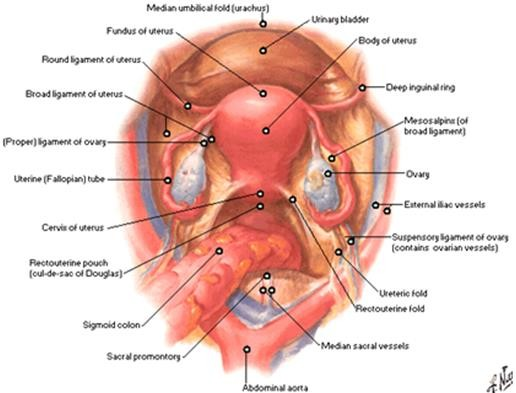 Median umbilical fold (urachus)
Urinary bladder
Fundus of uterus
Body of uterus
Round ligament of uterus
Deep inguinal ring
Broad ligament of uterus
Mesosalpinx (of
broad ligament)
(Proper) ligament of ovary
Ovary
Uterine (Fallopian) tube
External iliac vessels
Cervix of uterus
Suspensory ligament of ovary
(contains ovarian vessels)
Rectouterine pouch
(cul-de-sac of Douglas)
Ureteric fold
Rectouterine fold
Sigmoid colon
Median sacral vessels
Sacral promontory
Abdominal aorta